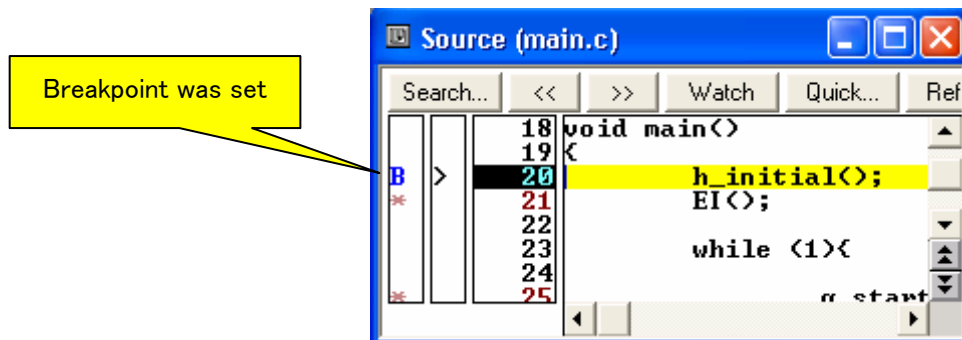 Breakpoint was set
Source (main.c)
Search... << >> Watch Quick... Ref
18 void main()
19 {
B > 20 h_initial();
* 21 EI();
22
23 while (1){
24
* 25